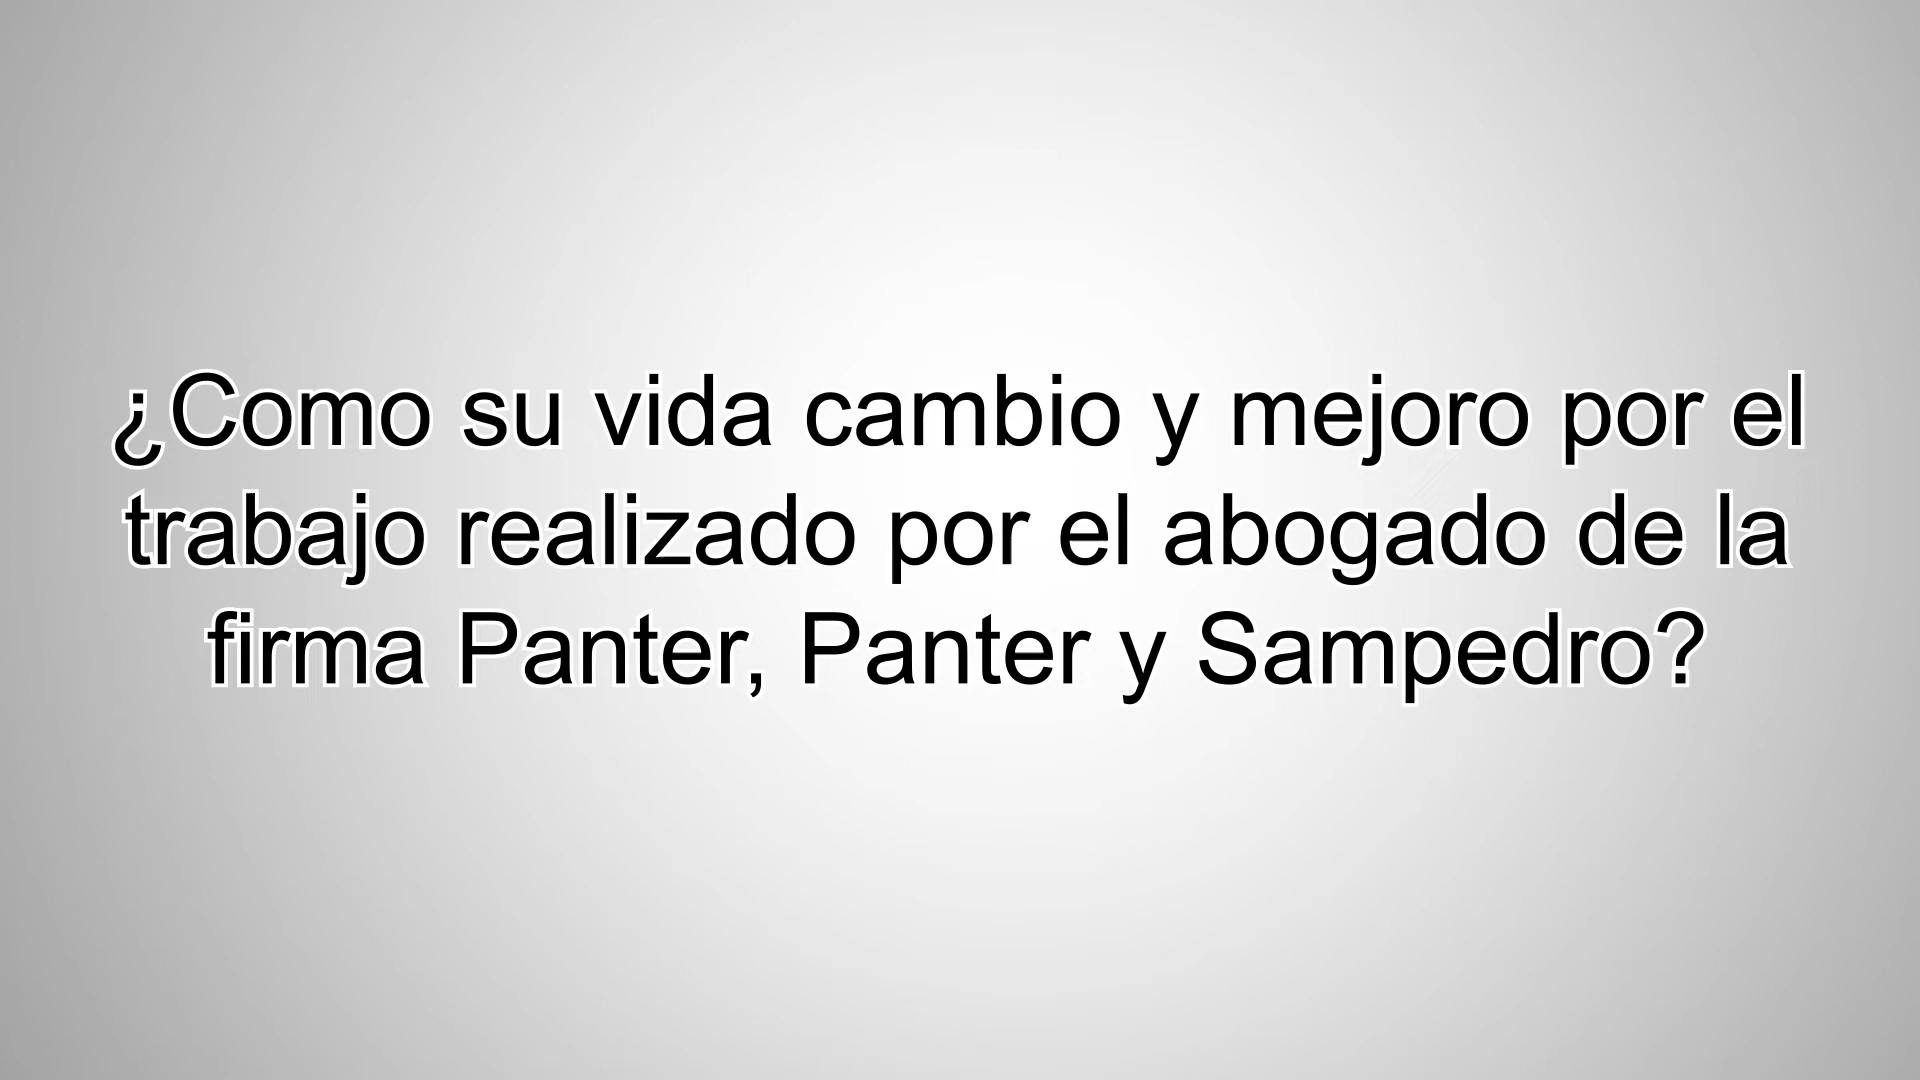 ¿Como su vida cambio y mejoro por el
trabajo realizado por el abogado de la
firma Panter, Panter y Sampedro?